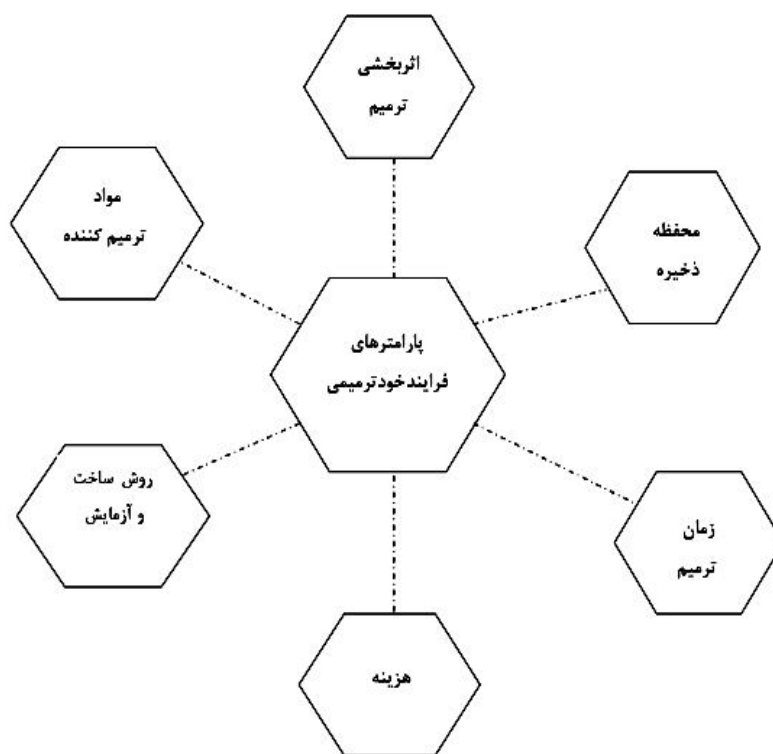 اثربخشی
ترمیم
محفظه
ذخیره
مواد
ترمیم کننده
پارامترهای
فرایندخودترمیمی
روش ساخت
و آزمایش
زمان
ترمیم
هزینه